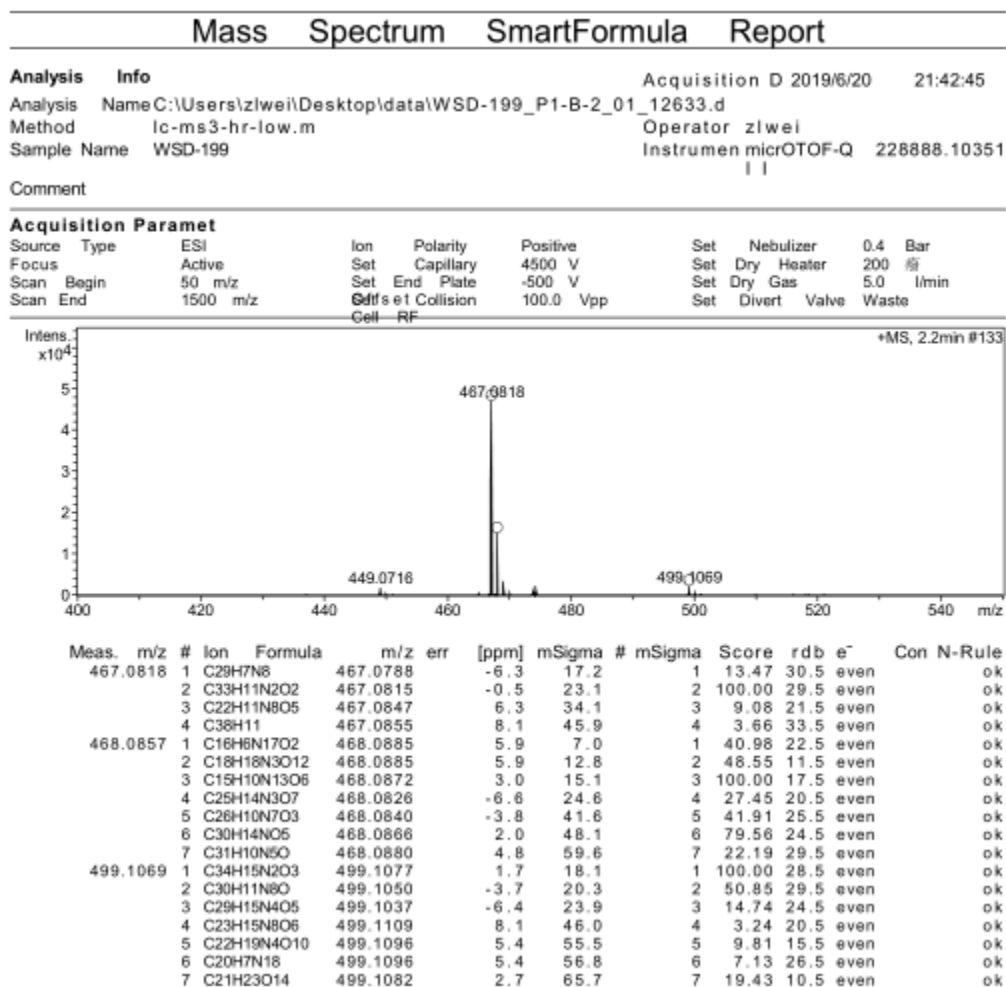 Mass Spectrum SmartFormula Report
Analysis Info Acquisition D 2019/6/20 21:42:45
Analysis Name C:\Users\zlwei\Desktop\data\WSD-199_P1-B-2_01_12633.d
Method lc-ms3-hr-low.m Operator zlwei
Sample Name WSD-199 Instrumen micrOTOF-Q 228888.10351
I I
Comment
Acquisition Paramet
Source Type ESI Ion Polarity Positive Set Nebulizer 0.4 Bar
Focus Active Set Capillary 4500 V Set Dry Heater 200
Scan Begin 50 m/z Set End Plate -500 V Set Dry Gas 5.0 l/min
Scan End 1500 m/z Offset Set Collision 100.0 Vpp Set Divert Valve Waste
Cell RF
Intens. +MS, 2.2min #133
x10⁴
5 467.0818
4
3
2
1 449.0716 499.1069
0
400 420 440 460 480 500 520 540 m/z
Meas. m/z # Ion Formula m/z err [ppm] mSigma # mSigma Score rdb e⁻ Con N-Rule
467.0818 1 C29H7N8 467.0788 -6.3 17.2 1 13.47 30.5 even ok
2 C33H11N2O2 467.0815 -0.5 23.1 2 100.00 29.5 even ok
3 C22H11N8O5 467.0847 6.3 34.1 3 9.08 21.5 even ok
4 C38H11 467.0855 8.1 45.9 4 3.66 33.5 even ok
468.0857 1 C16H6N17O2 468.0885 5.9 7.0 1 40.98 22.5 even ok
2 C18H18N3O12 468.0885 5.9 12.8 2 48.55 11.5 even ok
3 C15H10N13O6 468.0872 3.0 15.1 3 100.00 17.5 even ok
4 C25H14N3O7 468.0826 -6.6 24.6 4 27.45 20.5 even ok
5 C26H10N7O3 468.0840 -3.8 41.6 5 41.91 25.5 even ok
6 C30H14NO5 468.0866 2.0 48.1 6 79.56 24.5 even ok
7 C31H10N5O 468.0880 4.8 59.6 7 22.19 29.5 even ok
499.1069 1 C34H15N2O3 499.1077 1.7 18.1 1 100.00 28.5 even ok
2 C30H11N8O 499.1050 -3.7 20.3 2 50.85 29.5 even ok
3 C29H15N4O5 499.1037 -6.4 23.9 3 14.74 24.5 even ok
4 C23H15N8O6 499.1109 8.1 46.0 4 3.24 20.5 even ok
5 C22H19N4O10 499.1096 5.4 55.5 5 9.81 15.5 even ok
6 C20H7N18 499.1096 5.4 56.8 6 7.13 26.5 even ok
7 C21H23O14 499.1082 2.7 65.7 7 19.43 10.5 even ok